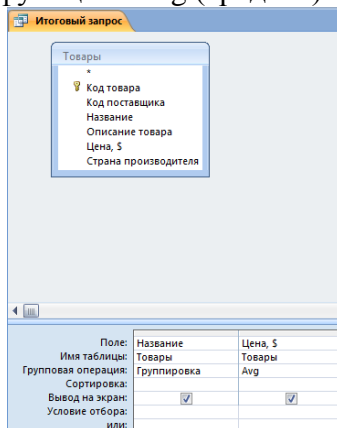 Итоговый запрос
Товары
*
Код товара
Код поставщика
Название
Описание товара
Цена, $
Страна производителя
Поле: Название Цена, $
Имя таблицы: Товары Товары
Групповая операция: Группировка Avg
Сортировка:
Вывод на экран:
Условие отбора:
или: